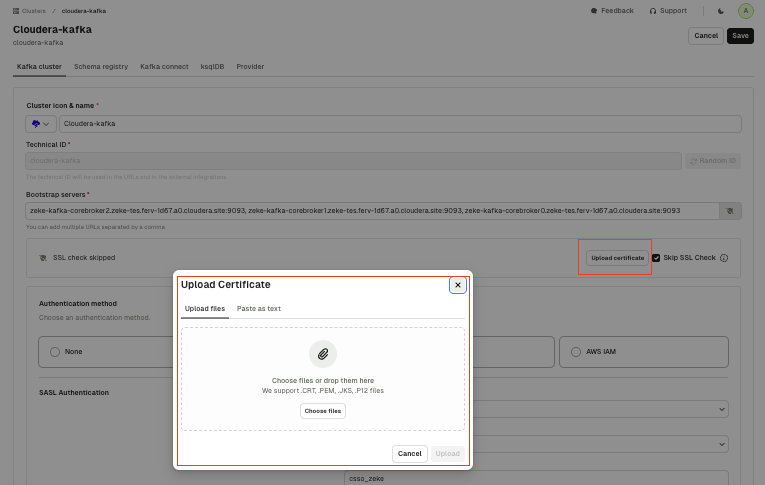 Clusters / cloudera-kafka
Feedback
Support
A
Cloudera-kafka
cloudera-kafka
Cancel
Save
Kafka cluster
Schema registry
Kafka connect
ksqlDB
Provider
Cluster icon & name *
Cloudera-kafka
Technical ID *
cloudera-kafka
Random ID
The technical ID will be used in the URLs and in the external integrations
Bootstrap servers *
zeke-kafka-corebroker2.zeke-tes.ferv-1d67.a0.cloudera.site:9093, zeke-kafka-corebroker1.zeke-tes.ferv-1d67.a0.cloudera.site:9093, zeke-kafka-corebroker0.zeke-tes.ferv-1d67.a0.cloudera.site:9093
You can add multiple URLs separated by a comma
SSL check skipped
Upload certificate
Skip SSL Check
Upload Certificate
Upload files
Paste as text
Choose files or drop them here
We support .CRT, .PEM, .JKS, .P12 files
Choose files
Cancel
Upload
Authentication method
Choose an authentication method.
None
AWS IAM
SASL Authentication
csso_zeke